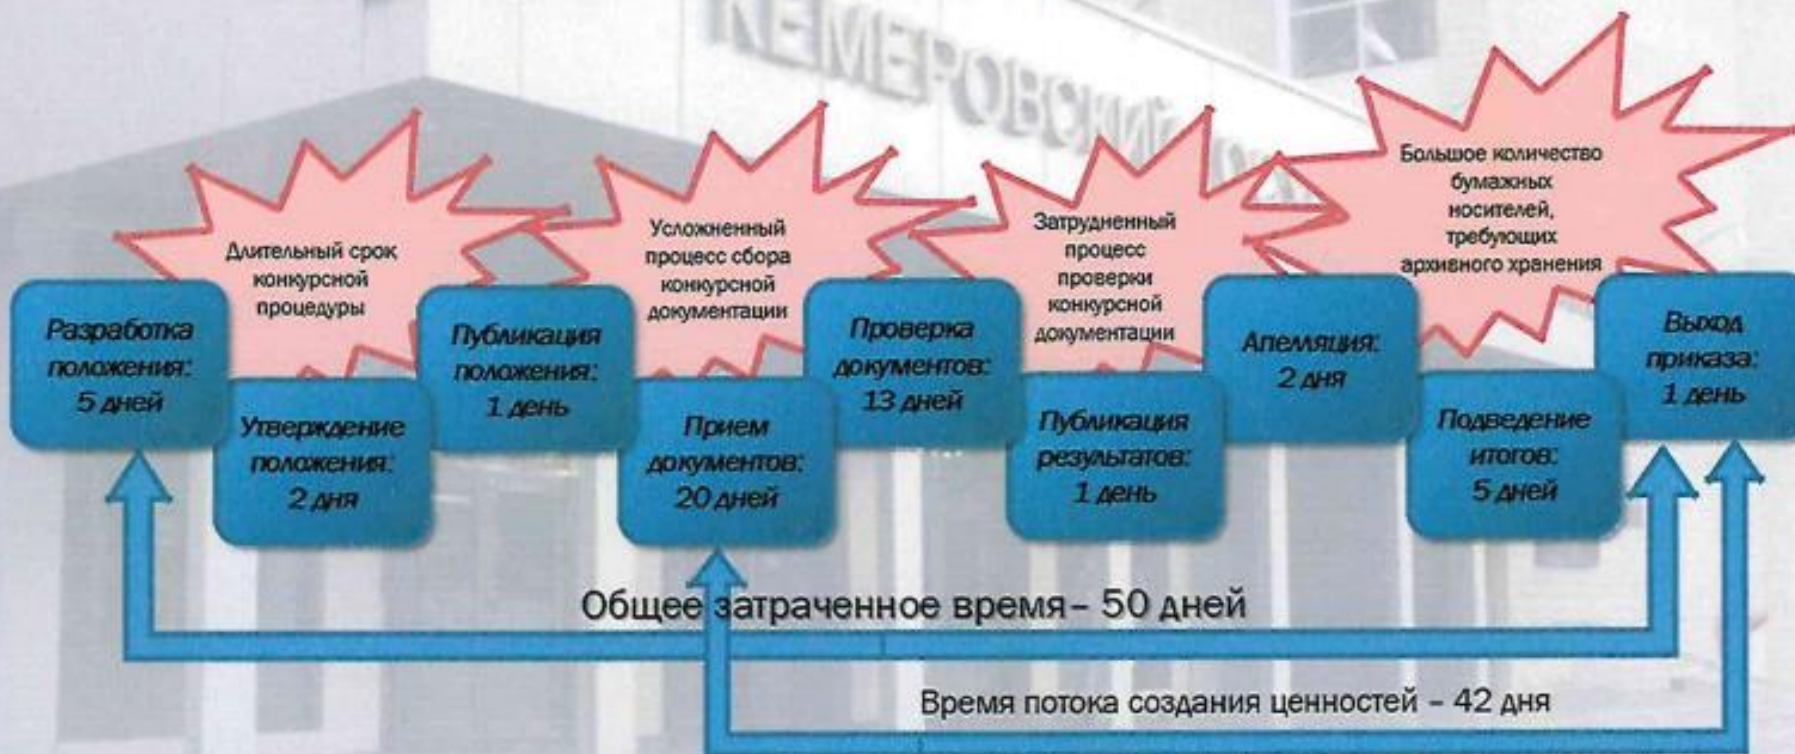 КЕМЕРОВСКИЙ
Длительный срок
конкурсной
процедуры
Усложненный
процесс сбора
конкурсной
документации
Затрудненный
процесс
проверки
конкурсной
документации
Большое количество
бумажных
носителей,
требующих
архивного хранения
Разработка
положения:
5 дней
Утверждение
положения:
2 дня
Публикация
положения:
1 день
Прием
документов:
20 дней
Проверка
документов:
13 дней
Публикация
результатов:
1 день
Апелляция:
2 дня
Подведение
итогов:
5 дней
Выход
приказа:
1 день
Общее затраченное время– 50 дней
Время потока создания ценностей – 42 дня